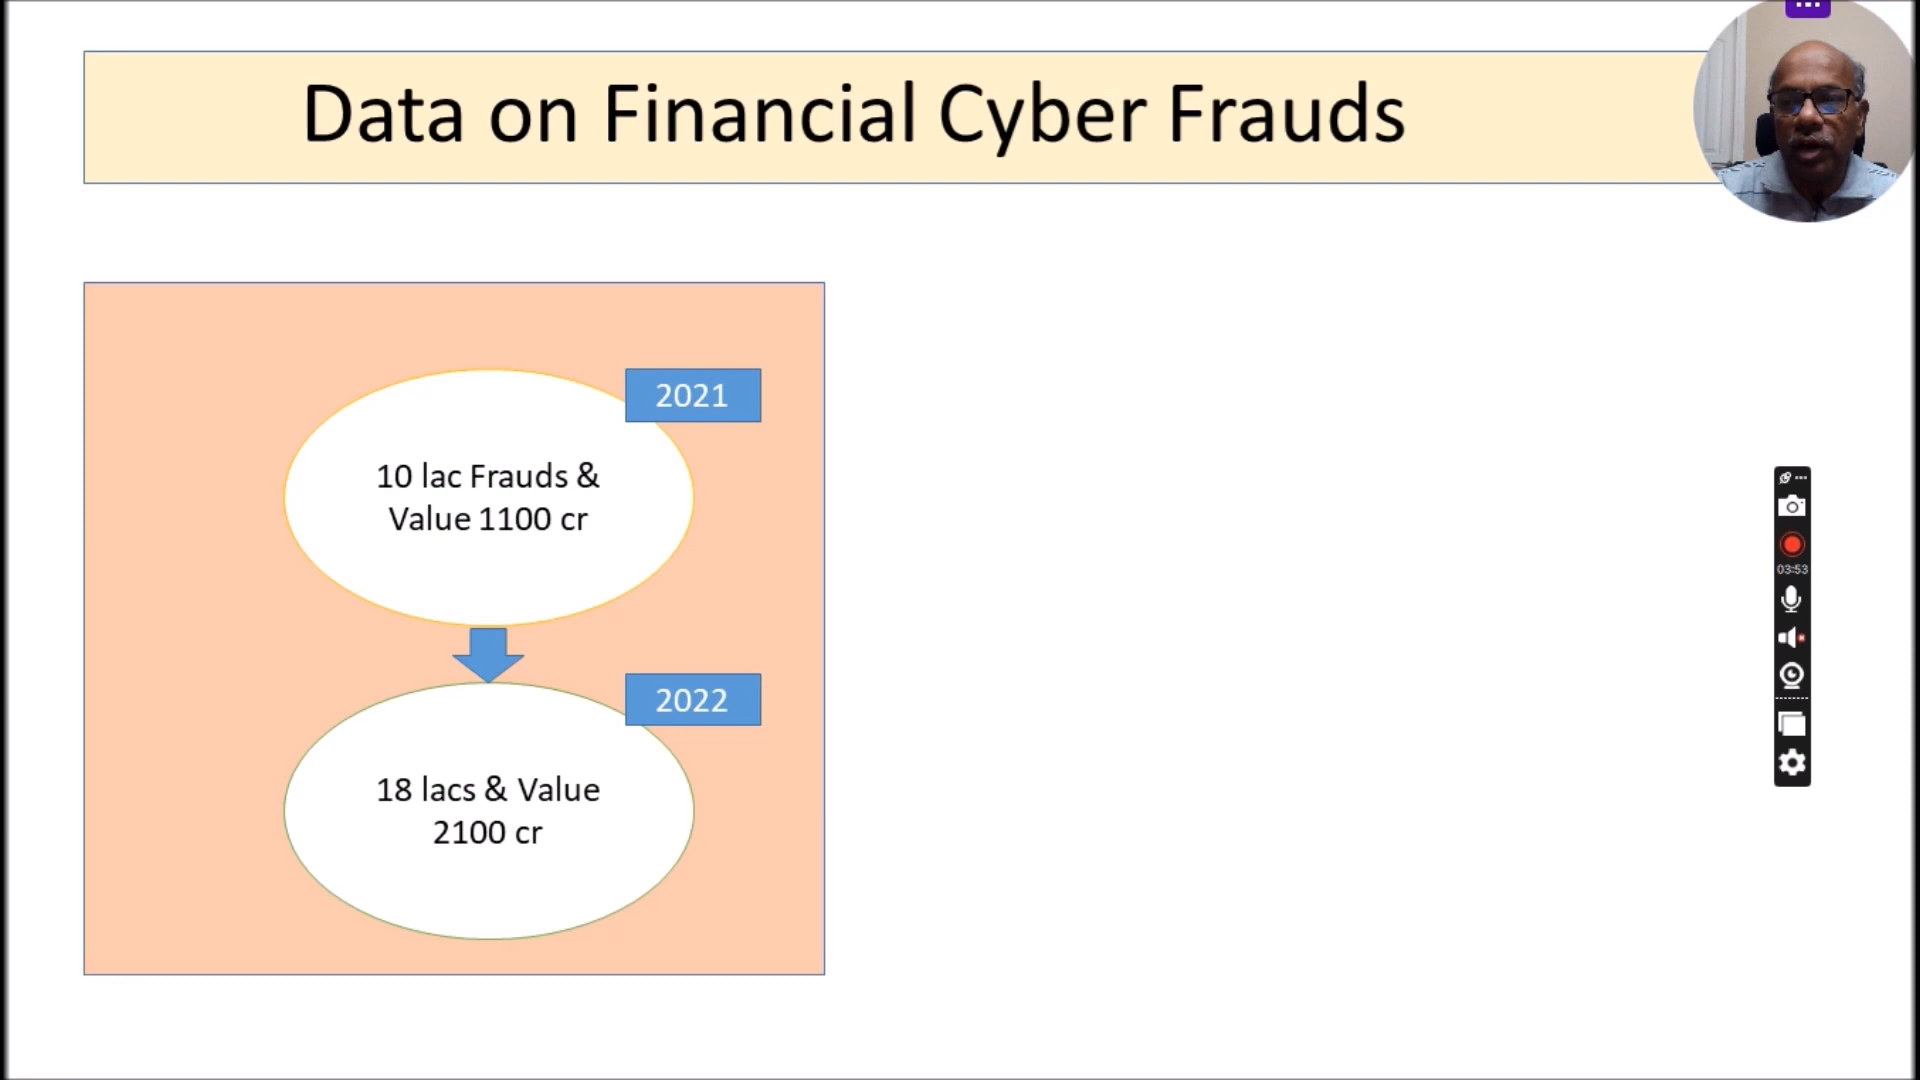 Data on Financial Cyber Frauds
2021
10 lac Frauds &
Value 1100 cr
2022
18 lacs & Value
2100 cr
03:53